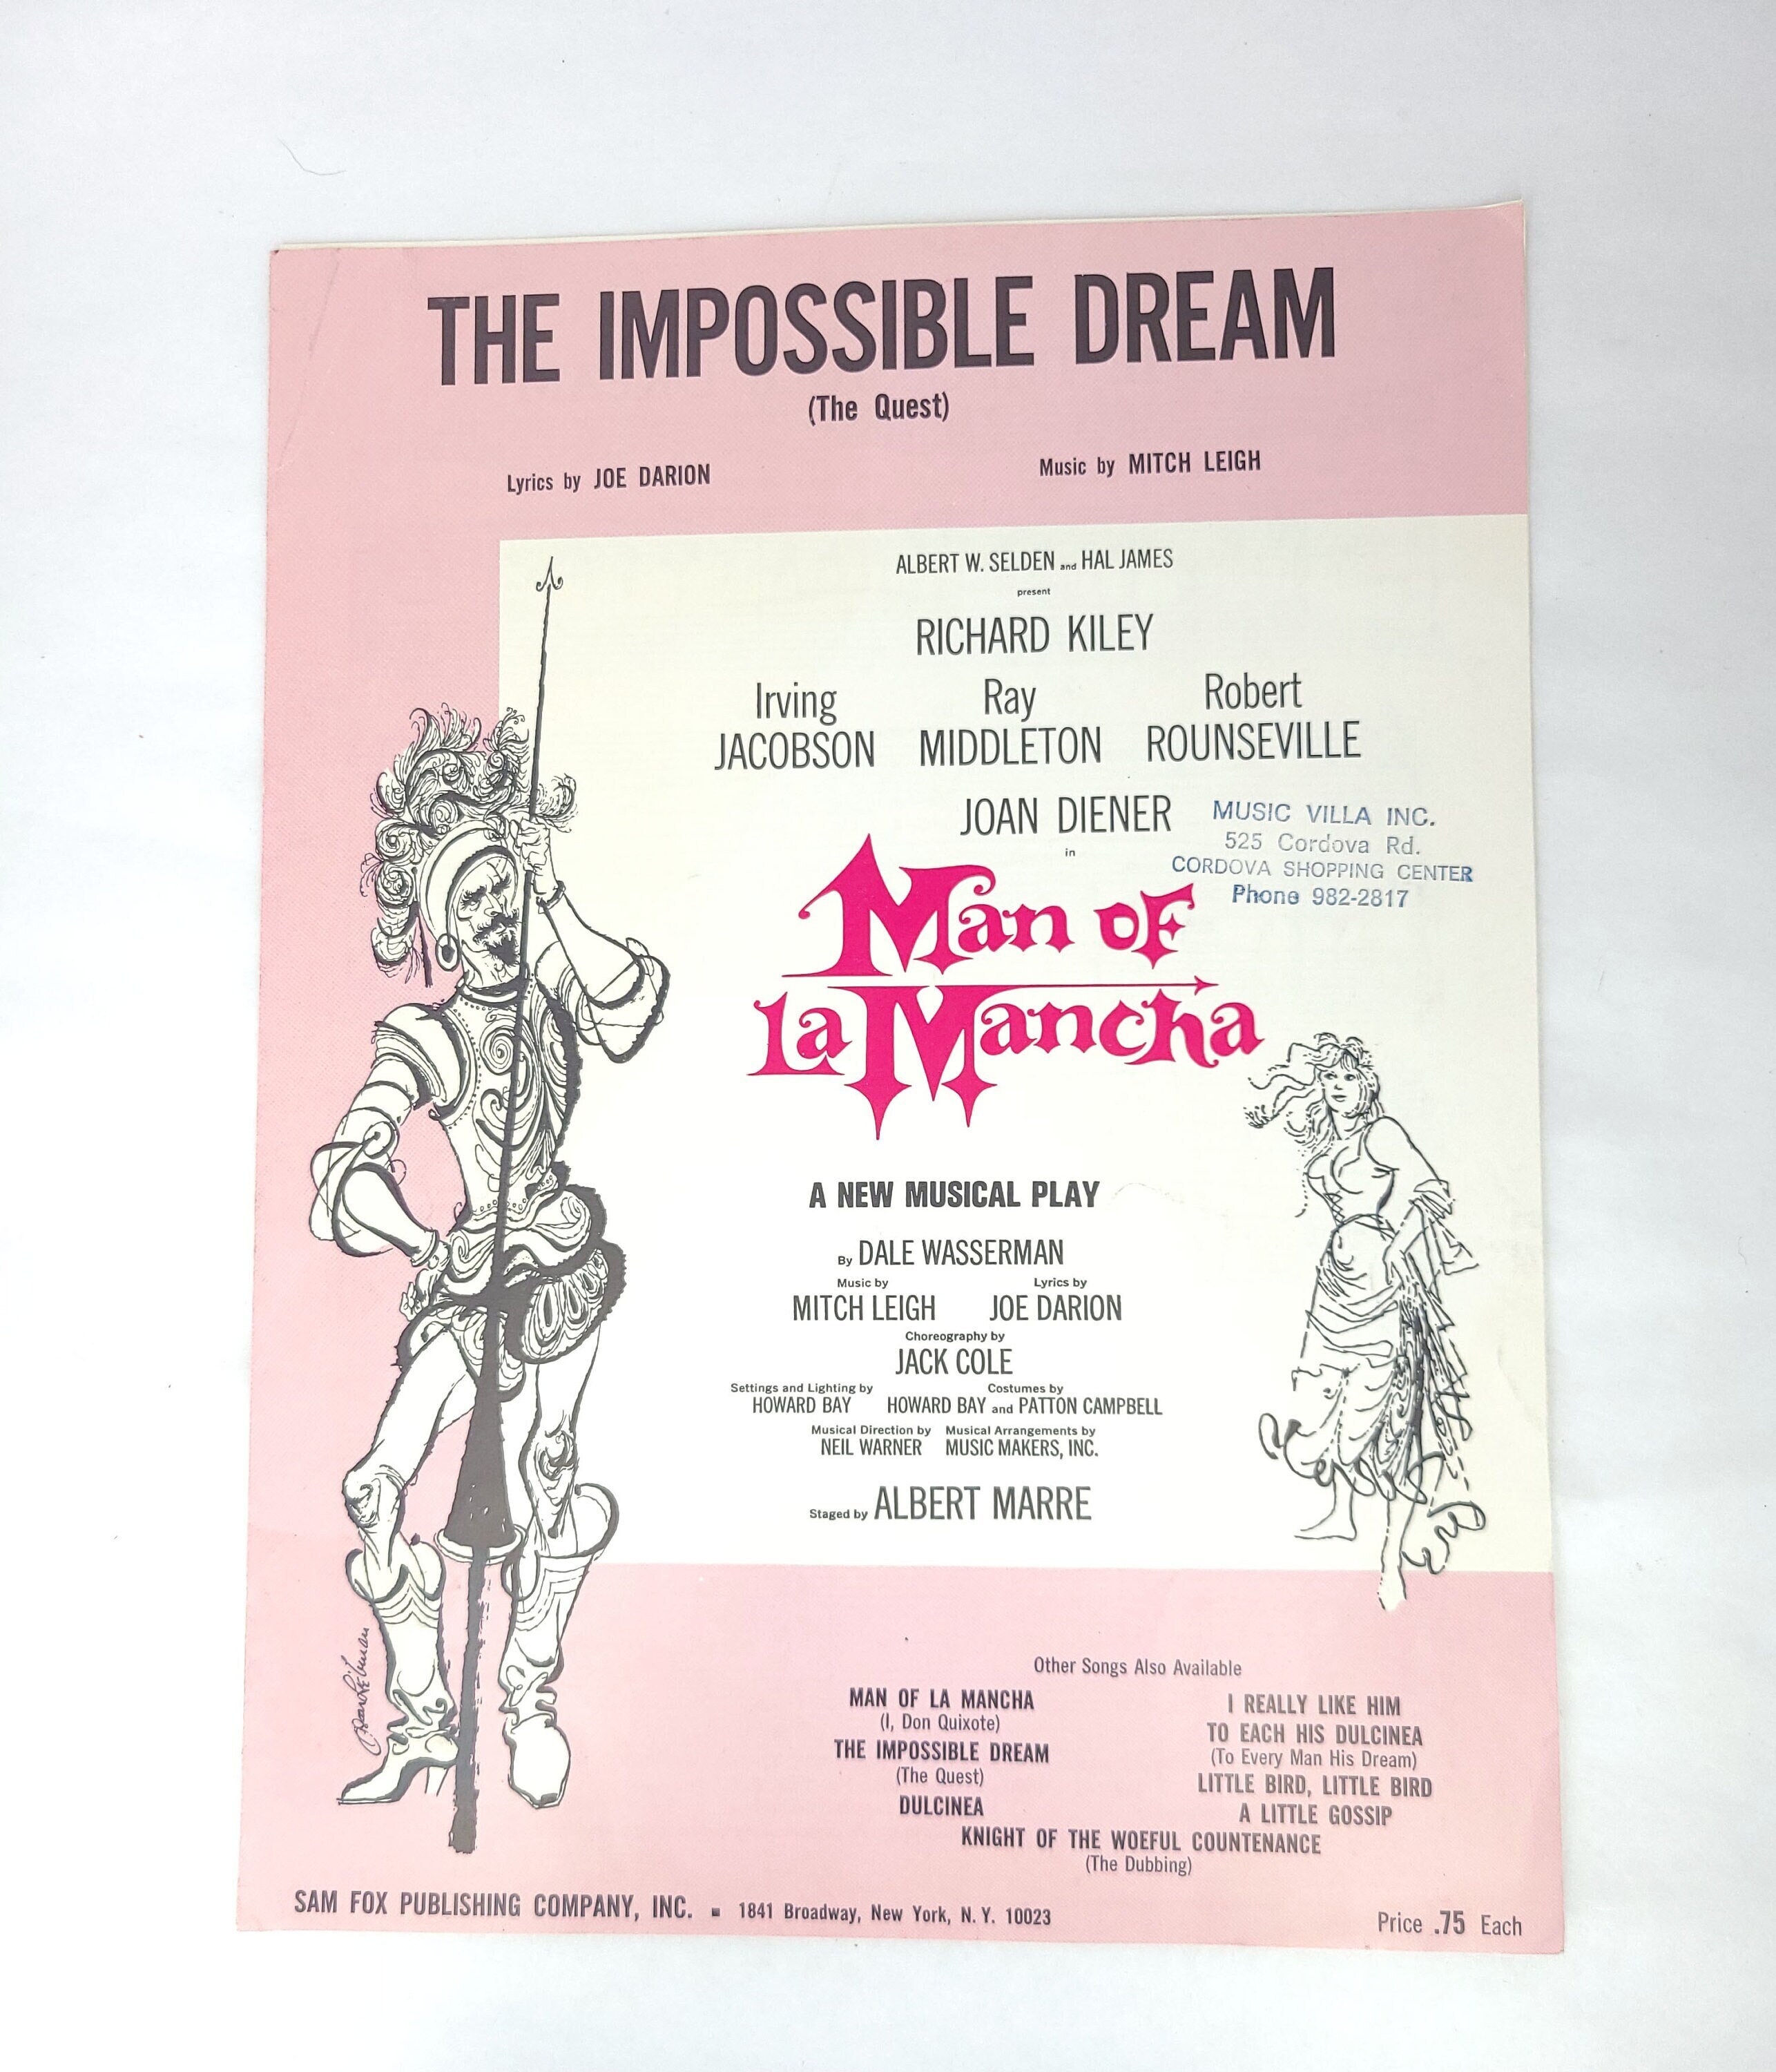 THE IMPOSSIBLE DREAM
(The Quest)
Lyrics by JOE DARION
Music by MITCH LEIGH
ALBERT W. SELDEN and HAL JAMES
present
RICHARD KILEY
Irving JACOBSON
Ray MIDDLETON
Robert ROUNSEVILLE
JOAN DIENER
in
MUSIC VILLA INC.
525 Cordova Rd.
CORDOVA SHOPPING CENTER
Phone 982-2817
Man of
La Mancha
A NEW MUSICAL PLAY
By DALE WASSERMAN
Music by
MITCH LEIGH
Lyrics by
JOE DARION
Choreography by
JACK COLE
Settings and Lighting by
HOWARD BAY
Costumes by
HOWARD BAY and PATTON CAMPBELL
Musical Direction by
NEIL WARNER
Musical Arrangements by
MUSIC MAKERS, INC.
Staged by ALBERT MARRE
Other Songs Also Available
MAN OF LA MANCHA
(I, Don Quixote)
THE IMPOSSIBLE DREAM
(The Quest)
DULCINEA
I REALLY LIKE HIM
TO EACH HIS DULCINEA
(To Every Man His Dream)
LITTLE BIRD, LITTLE BIRD
A LITTLE GOSSIP
KNIGHT OF THE WOEFUL COUNTENANCE
(The Dubbing)
SAM FOX PUBLISHING COMPANY, INC. ▪ 1841 Broadway, New York, N. Y. 10023
Price .75 Each